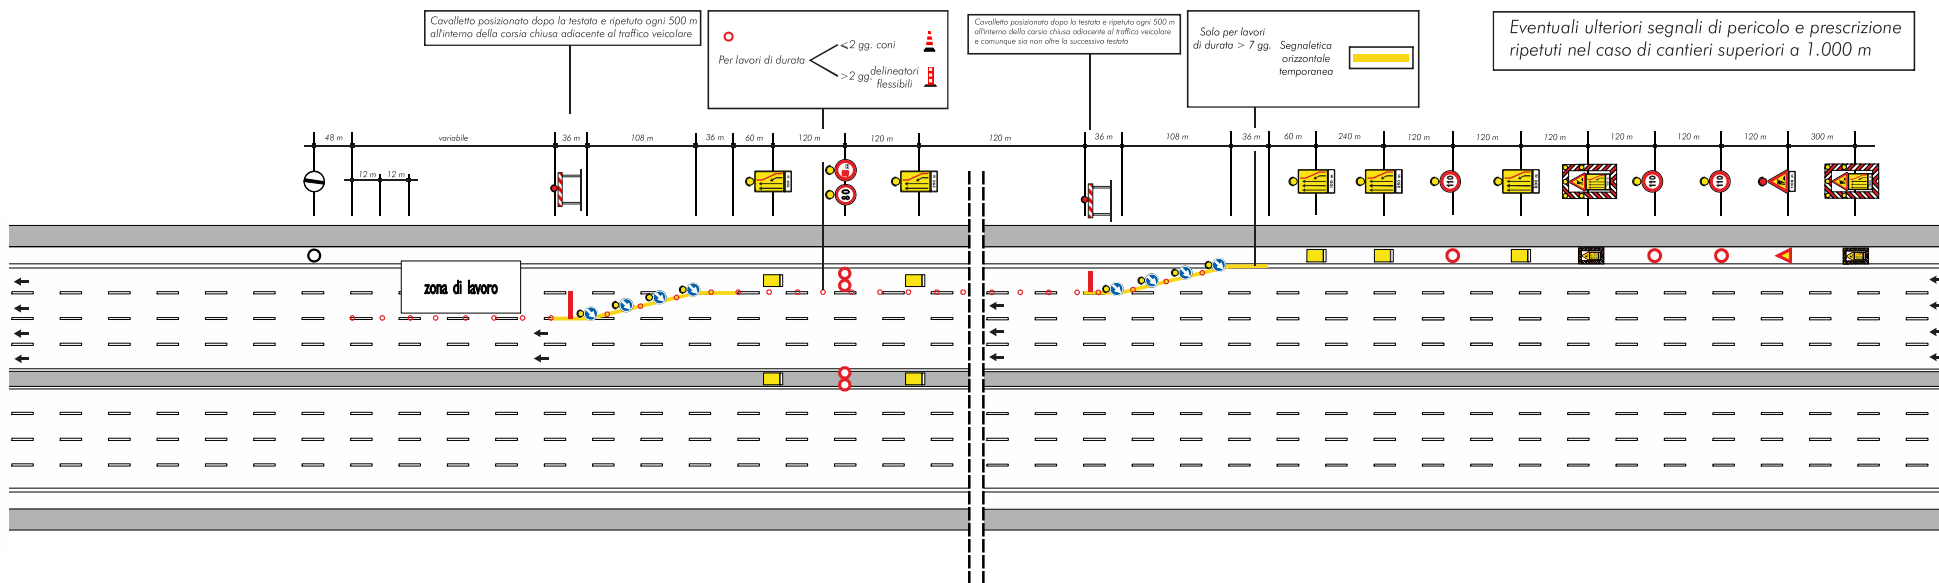 Cavalletto posizionato dopo la testata e ripetuto ogni 500 m
all'interno della corsia chiusa adiacente al traffico veicolare
Per lavori di durata
<2 gg. coni
>2 gg. delineatori
flessibili
Cavalletto posizionato dopo la testata e ripetuto ogni 500 m
all'interno della corsia chiusa adiacente al traffico veicolare
e comunque sia non oltre la successiva testata
Solo per lavori
di durata > 7 gg.
Segnaletica
orizzontale
temporanea
Eventuali ulteriori segnali di pericolo e prescrizione
ripetuti nel caso di cantieri superiori a 1.000 m
48 m
variabile
36 m
108 m
36 m
60 m
120 m
120 m
120 m
36 m
108 m
36 m
60 m
240 m
120 m
120 m
120 m
120 m
120 m
120 m
300 m
12 m
12 m
80
110
110
110
zona di lavoro